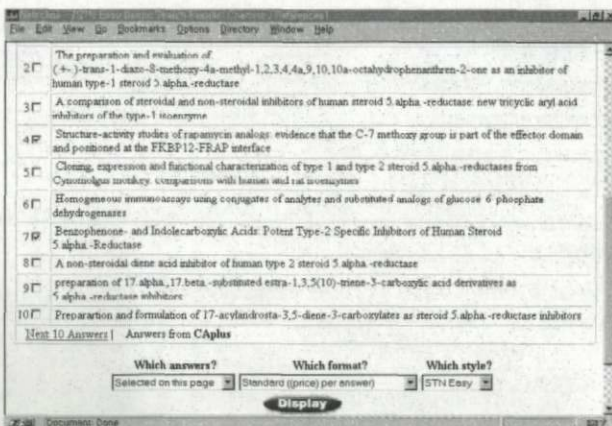 File Edit View Go Bookmarks Options Directory Window Help
The preparation and evaluation of
2 (+-)-trans-1-diazo-8-methoxy-4a-methyl-1,2,3,4,4a,9,10,10a-octahydrophenanthren-2-one as an inhibitor of
human type-1 steroid 5.alpha.-reductase
3 A comparison of steroidal and non-steroidal inhibitors of human steroid 5.alpha.-reductase: new tricyclic aryl acid
inhibitors of the type-1 isoenzyme
4 Structure-activity studies of rapamycin analogs: evidence that the C-7 methoxy group is part of the effector domain
and positioned at the FKBP12-FRAP interface
5 Cloning, expression and functional characterization of type 1 and type 2 steroid 5.alpha.-reductases from
Cynomolgus monkey: comparisons with human and rat isoenzymes
6 Homogeneous immunoassays using conjugates of analytes and substituted analogs of glucose 6-phosphate
dehydrogenases
7 Benzophenone- and Indolecarboxylic Acids: Potent Type-2 Specific Inhibitors of Human Steroid
5.alpha.-Reductase
8 A non-steroidal diene acid inhibitor of human type 2 steroid 5.alpha.-reductase
9 preparation of 17.alpha.,17.beta.-substituted estra-1,3,5(10)-triene-3-carboxylic acid derivatives as
5.alpha.-reductase inhibitors
10 Preparartion and formulation of 17-acylandrosta-3,5-diene-3-carboxylates as steroid 5.alpha.-reductase inhibitors
Next 10 Answers | Answers from CAplus
Which answers? Which format? Which style?
Selected on this page Standard ((price) per answer) STN Easy
Display
Document: Done